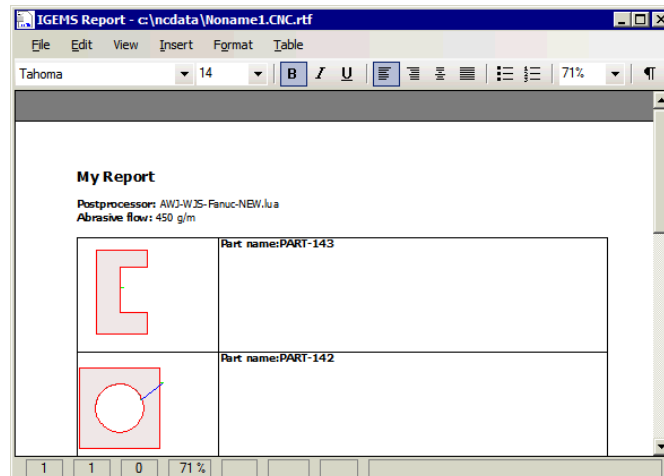 IGEMS Report - c:\ncdata\Noname1.CNC.rtf
File Edit View Insert Format Table
Tahoma 14 B I U 71% ¶
My Report
Postprocessor: AWJ-WJS-Fanuc-NEW.lua
Abrasive flow: 450 g/m
Part name:PART-143
Part name:PART-142
1 1 0 71 %